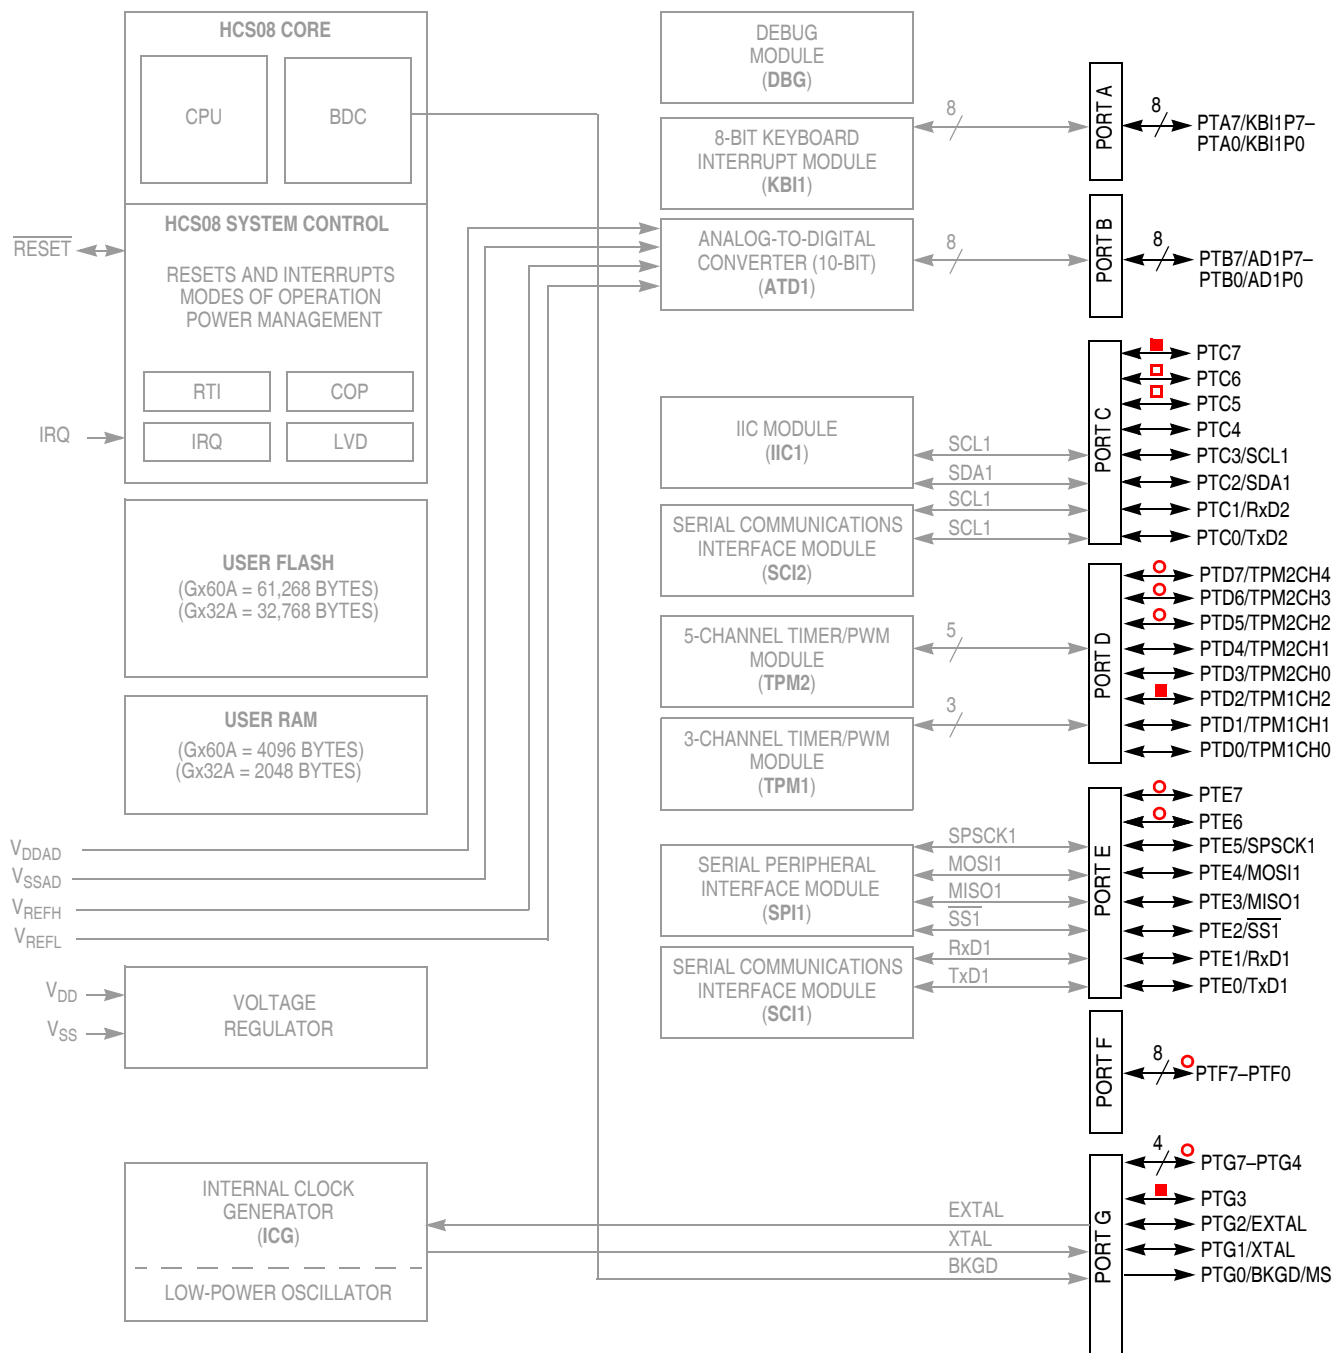 HCS08 CORE
CPU
BDC
HCS08 SYSTEM CONTROL
RESETS AND INTERRUPTS
MODES OF OPERATION
POWER MANAGEMENT
RTI
COP
IRQ
LVD
RESET
IRQ
USER FLASH
(Gx60A = 61,268 BYTES)
(Gx32A = 32,768 BYTES)
USER RAM
(Gx60A = 4096 BYTES)
(Gx32A = 2048 BYTES)
VDDAD
VSSAD
VREFH
VREFL
VDD
VSS
VOLTAGE
REGULATOR
INTERNAL CLOCK
GENERATOR
(ICG)
LOW-POWER OSCILLATOR
DEBUG
MODULE
(DBG)
8-BIT KEYBOARD
INTERRUPT MODULE
(KBI1)
ANALOG-TO-DIGITAL
CONVERTER (10-BIT)
(ATD1)
IIC MODULE
(IIC1)
SERIAL COMMUNICATIONS
INTERFACE MODULE
(SCI2)
5-CHANNEL TIMER/PWM
MODULE
(TPM2)
3-CHANNEL TIMER/PWM
MODULE
(TPM1)
SERIAL PERIPHERAL
INTERFACE MODULE
(SPI1)
SERIAL COMMUNICATIONS
INTERFACE MODULE
(SCI1)
8
8
SCL1
SDA1
SCL1
SCL1
5
3
SPSCK1
MOSI1
MISO1
SS1
RxD1
TxD1
EXTAL
XTAL
BKGD
PORT A
8
PTA7/KBI1P7–
PTA0/KBI1P0
PORT B
8
PTB7/AD1P7–
PTB0/AD1P0
PORT C
PTC7
PTC6
PTC5
PTC4
PTC3/SCL1
PTC2/SDA1
PTC1/RxD2
PTC0/TxD2
PORT D
PTD7/TPM2CH4
PTD6/TPM2CH3
PTD5/TPM2CH2
PTD4/TPM2CH1
PTD3/TPM2CH0
PTD2/TPM1CH2
PTD1/TPM1CH1
PTD0/TPM1CH0
PORT E
PTE7
PTE6
PTE5/SPSCK1
PTE4/MOSI1
PTE3/MISO1
PTE2/SS1
PTE1/RxD1
PTE0/TxD1
PORT F
8
PTF7–PTF0
PORT G
4
PTG7–PTG4
PTG3
PTG2/EXTAL
PTG1/XTAL
PTG0/BKGD/MS